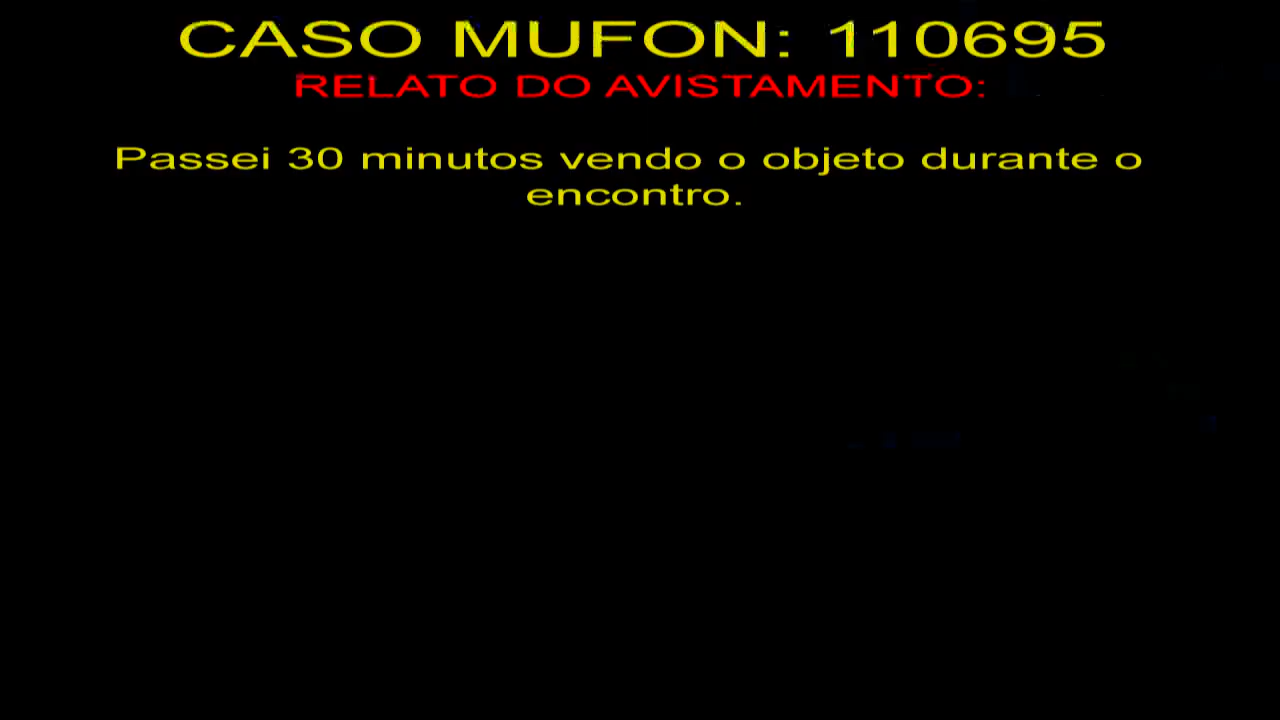 CASO MUFON: 110695
RELATO DO AVISTAMENTO:
Passei 30 minutos vendo o objeto durante o
encontro.